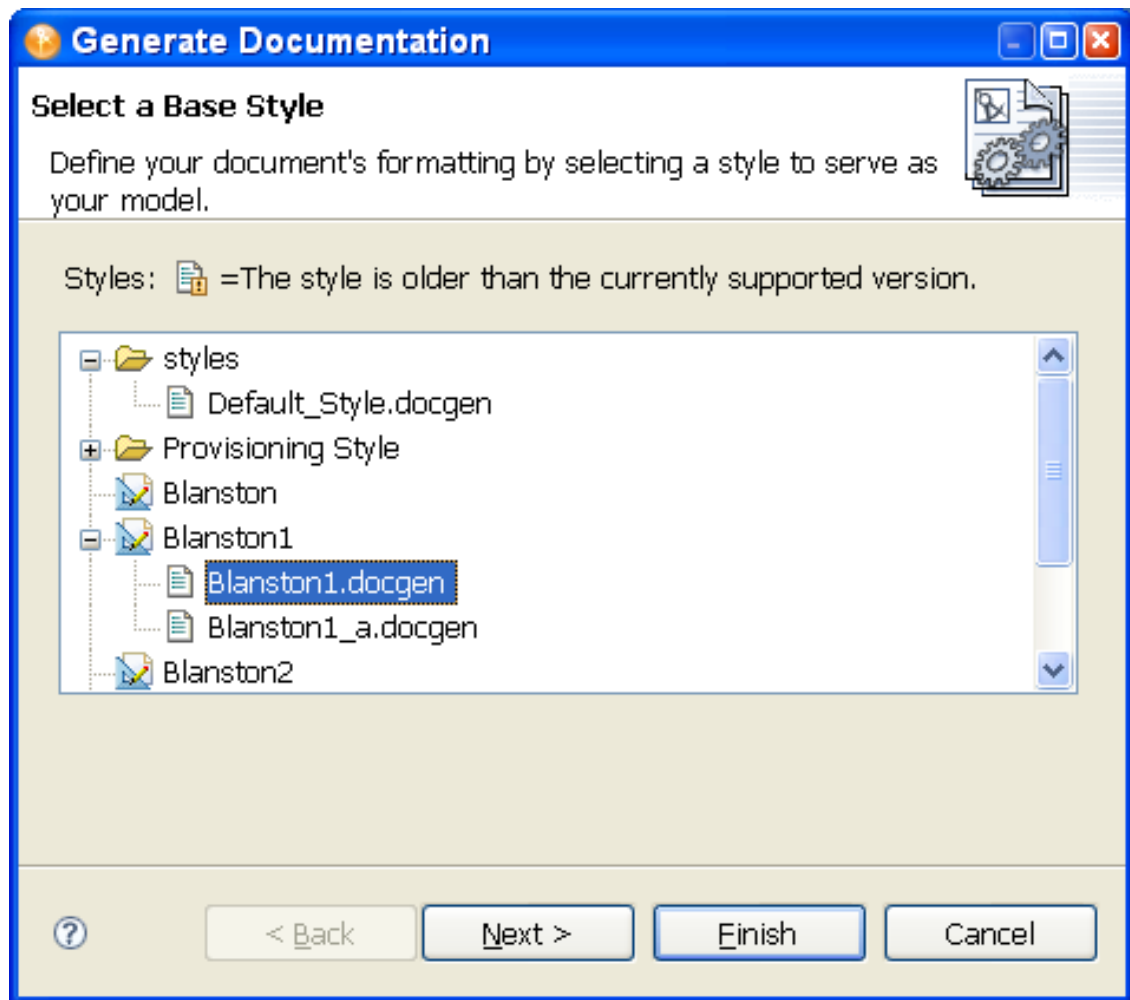 Generate Documentation
Select a Base Style
Define your document's formatting by selecting a style to serve as
your model.
Styles: =The style is older than the currently supported version.
styles
Default_Style.docgen
Provisioning Style
Blanston
Blanston1
Blanston1.docgen
Blanston1_a.docgen
Blanston2
< Back Next > Finish Cancel